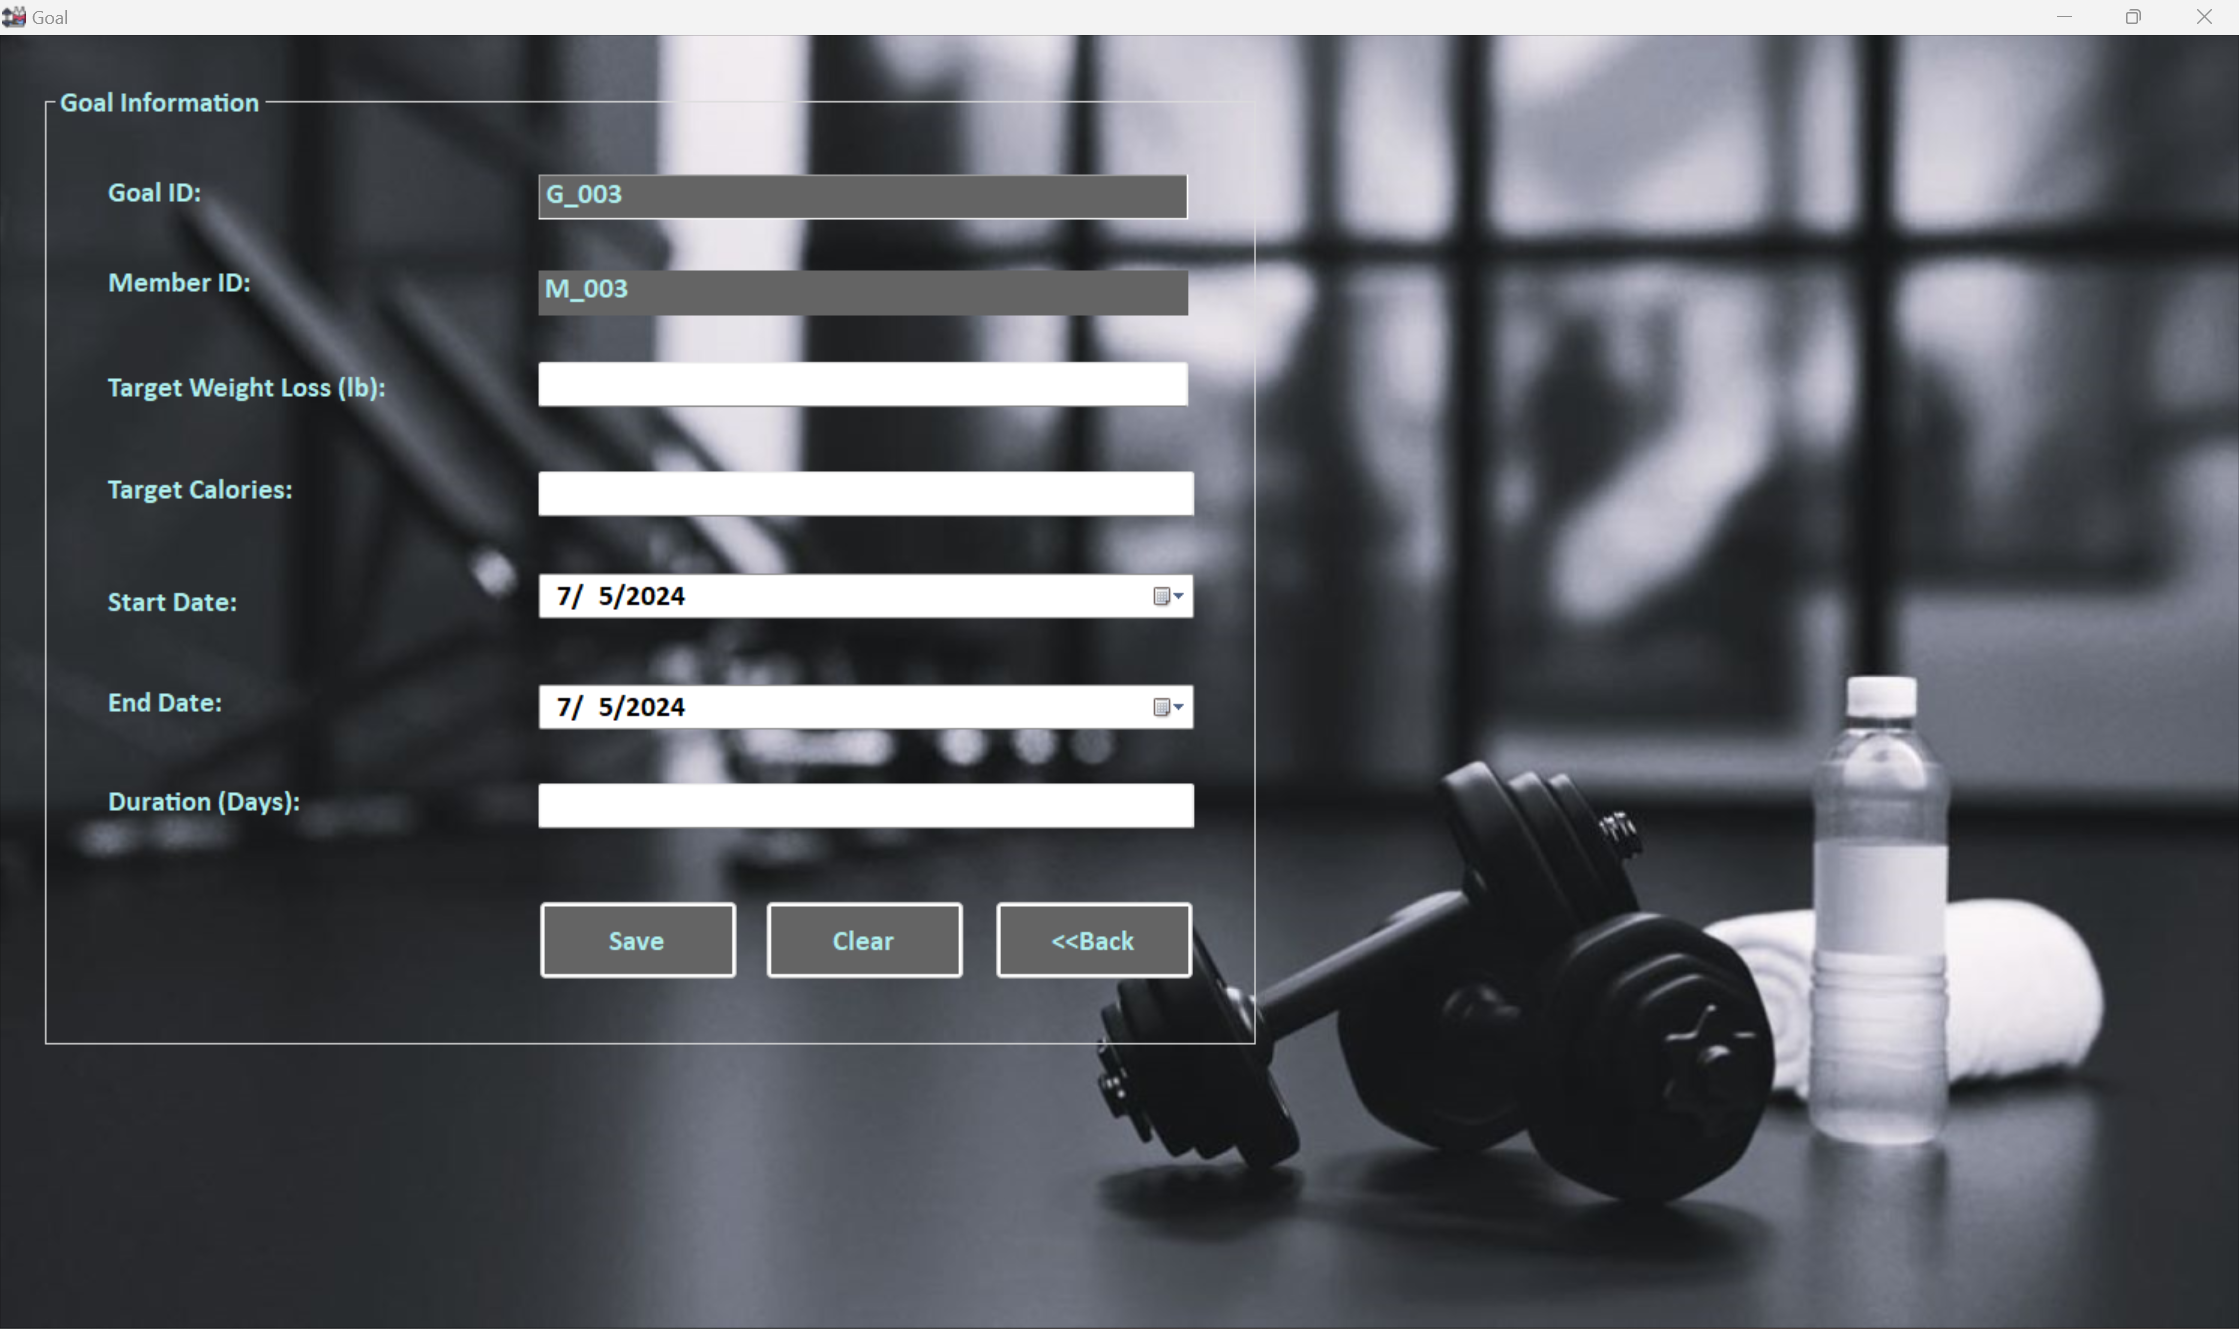 Goal
Goal Information
Goal ID:
G_003
Member ID:
M_003
Target Weight Loss (lb):
Target Calories:
Start Date:
7/ 5/2024
End Date:
7/ 5/2024
Duration (Days):
Save
Clear
<<Back